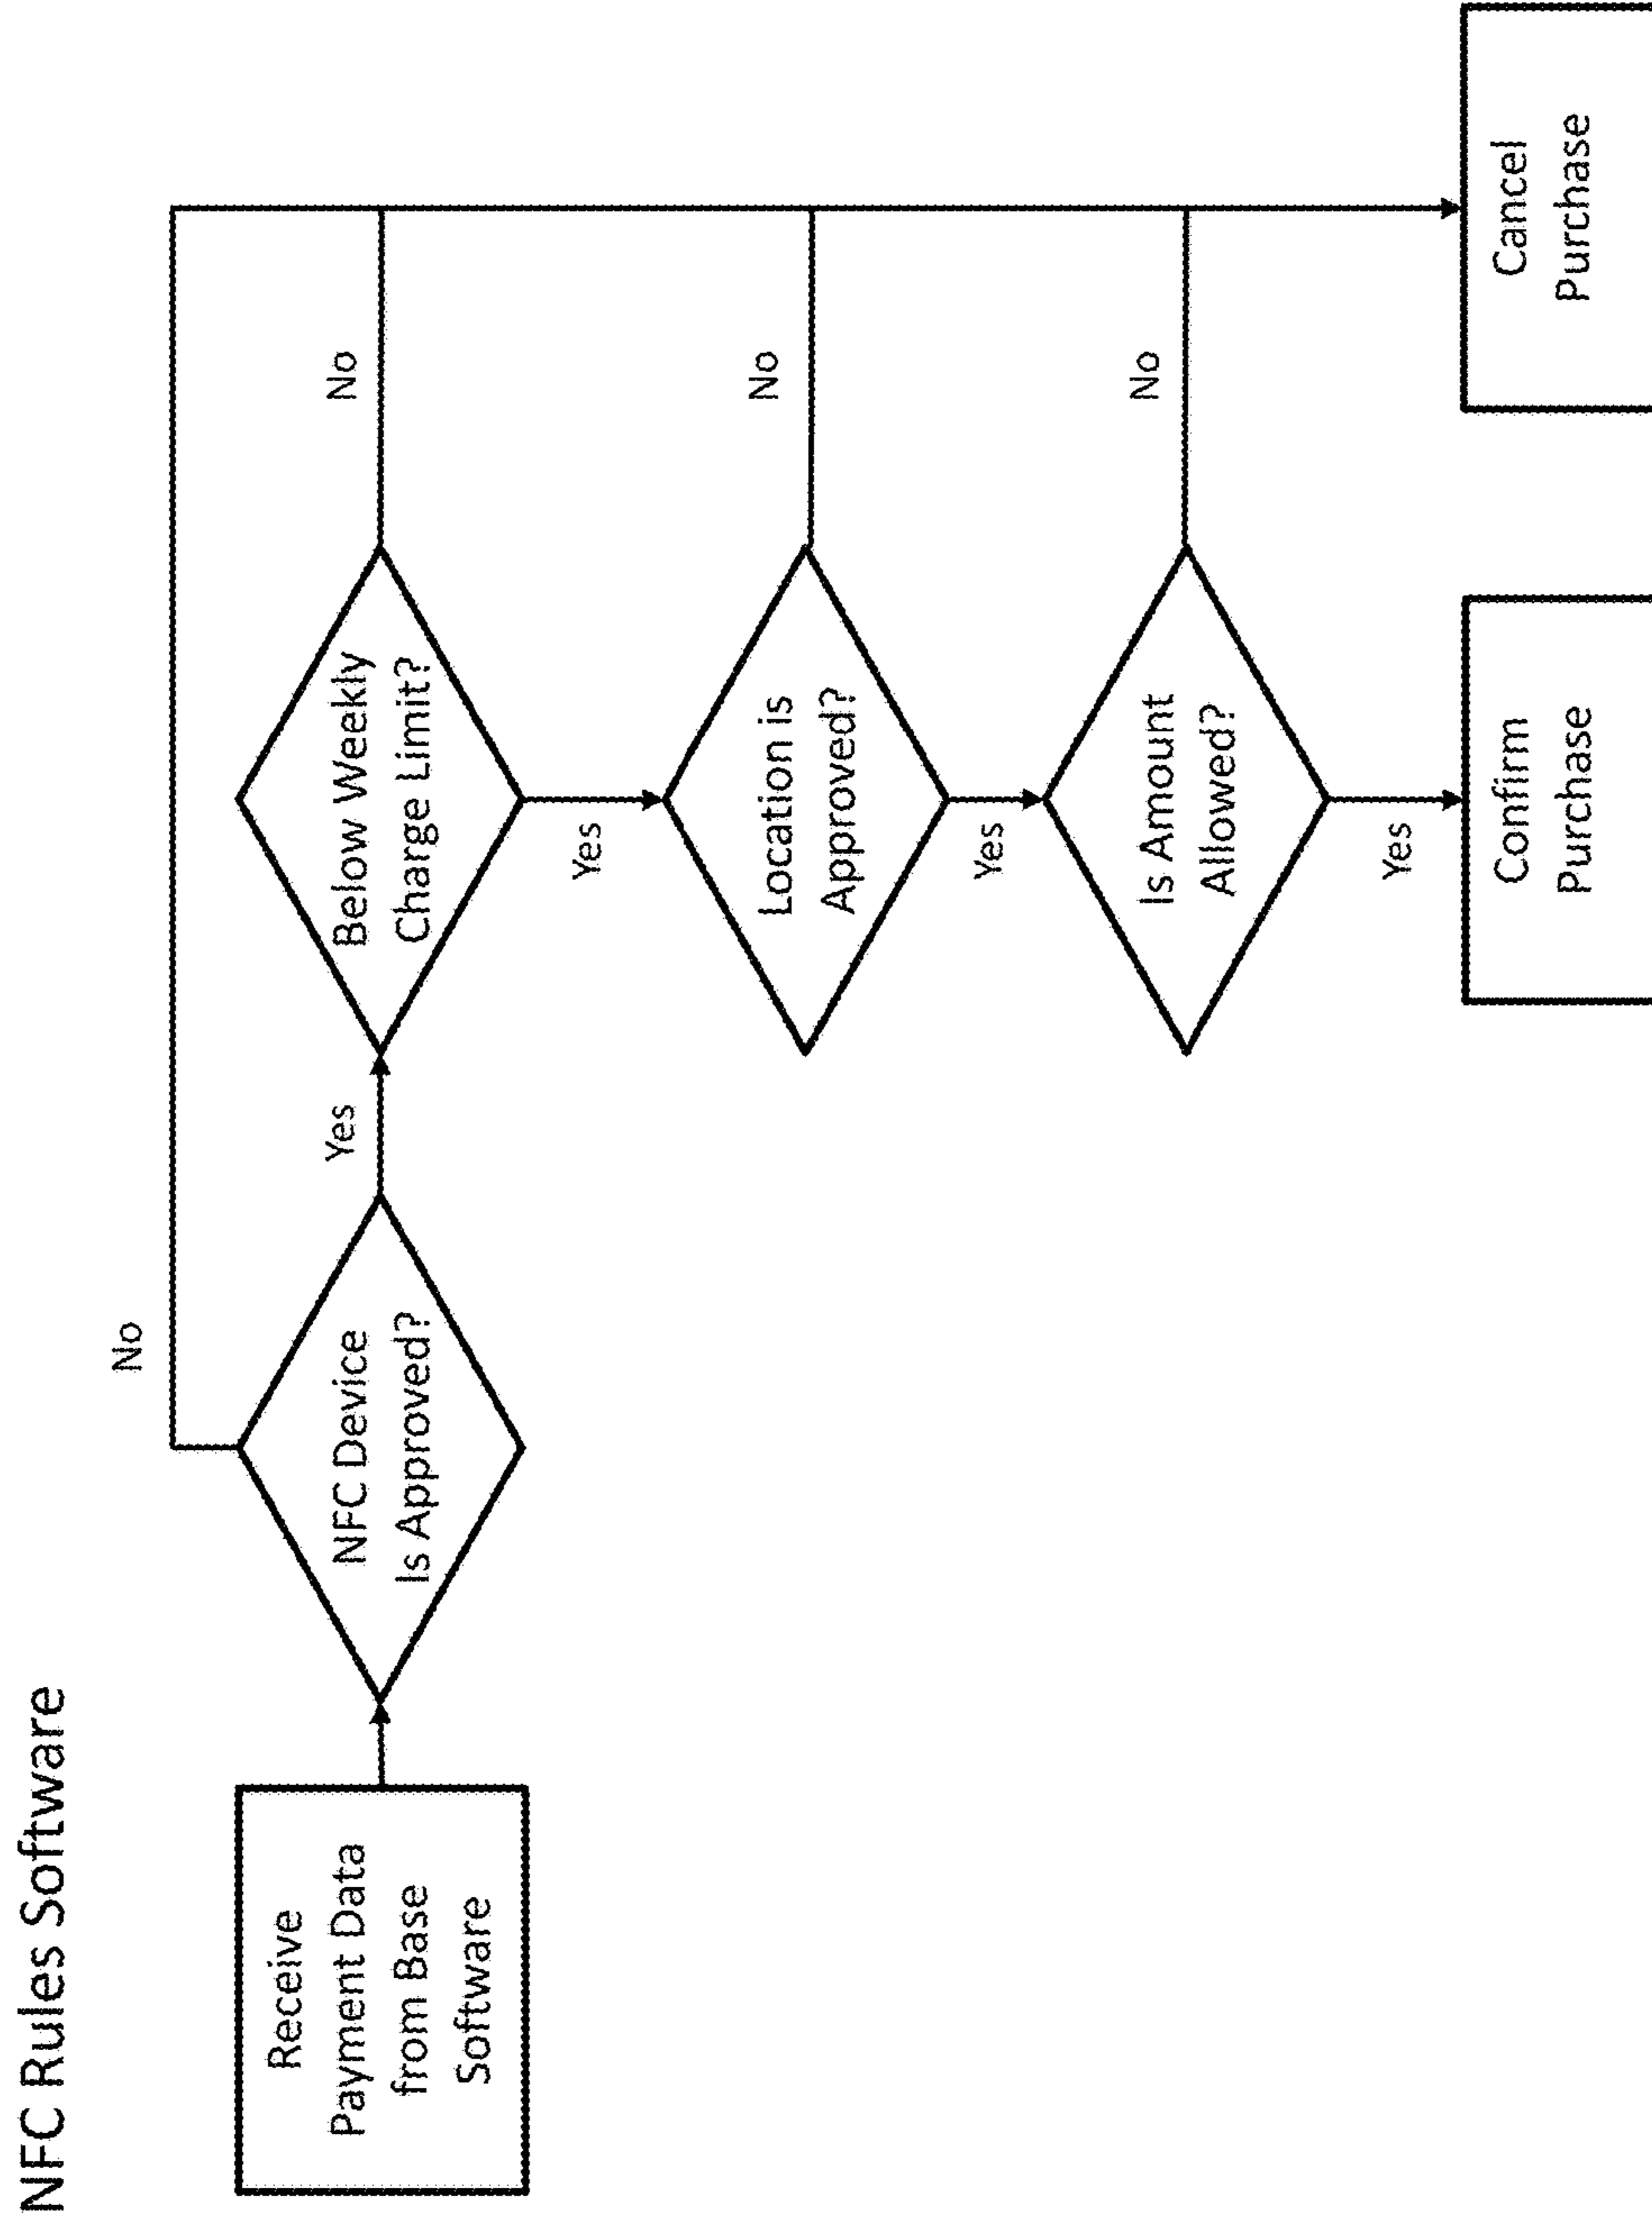 NFC Rules Software
Receive
Payment Data
from Base
Software
NFC Device
Is Approved?
No
Yes
Below Weekly
Charge Limit?
No
Yes
Location is
Approved?
No
Yes
Is Amount
Allowed?
No
Yes
Confirm
Purchase
Cancel
Purchase